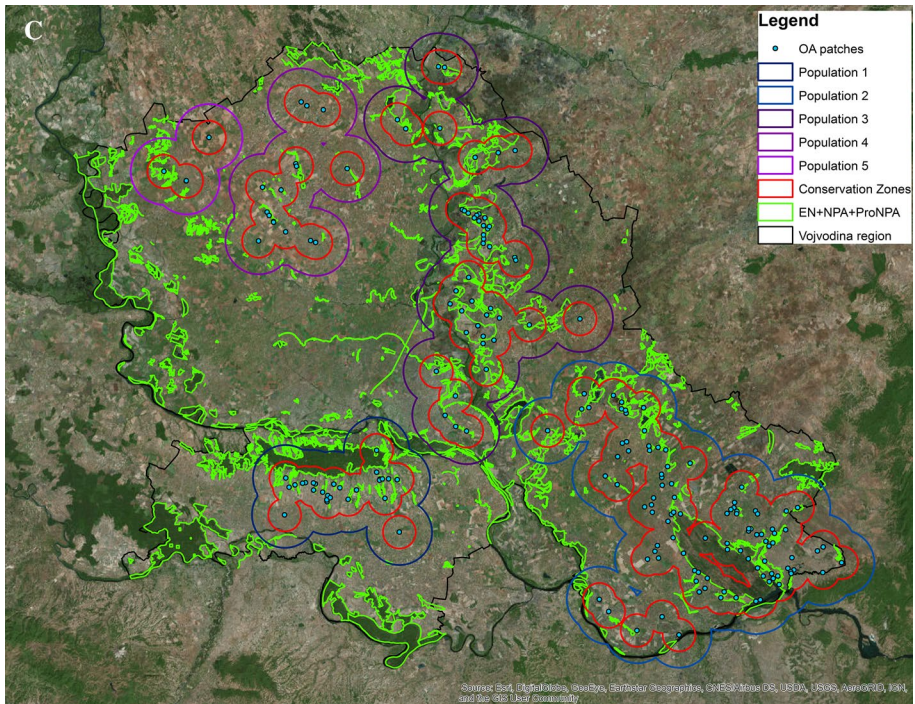 C
Legend
OA patches
Population 1
Population 2
Population 3
Population 4
Population 5
Conservation Zones
EN+NPA+ProNPA
Vojvodina region
Source: Esri, DigitalGlobe, GeoEye, Earthstar Geographics, CNES/Airbus DS, USDA, USGS, AeroGRID, IGN,
and the GIS User Community